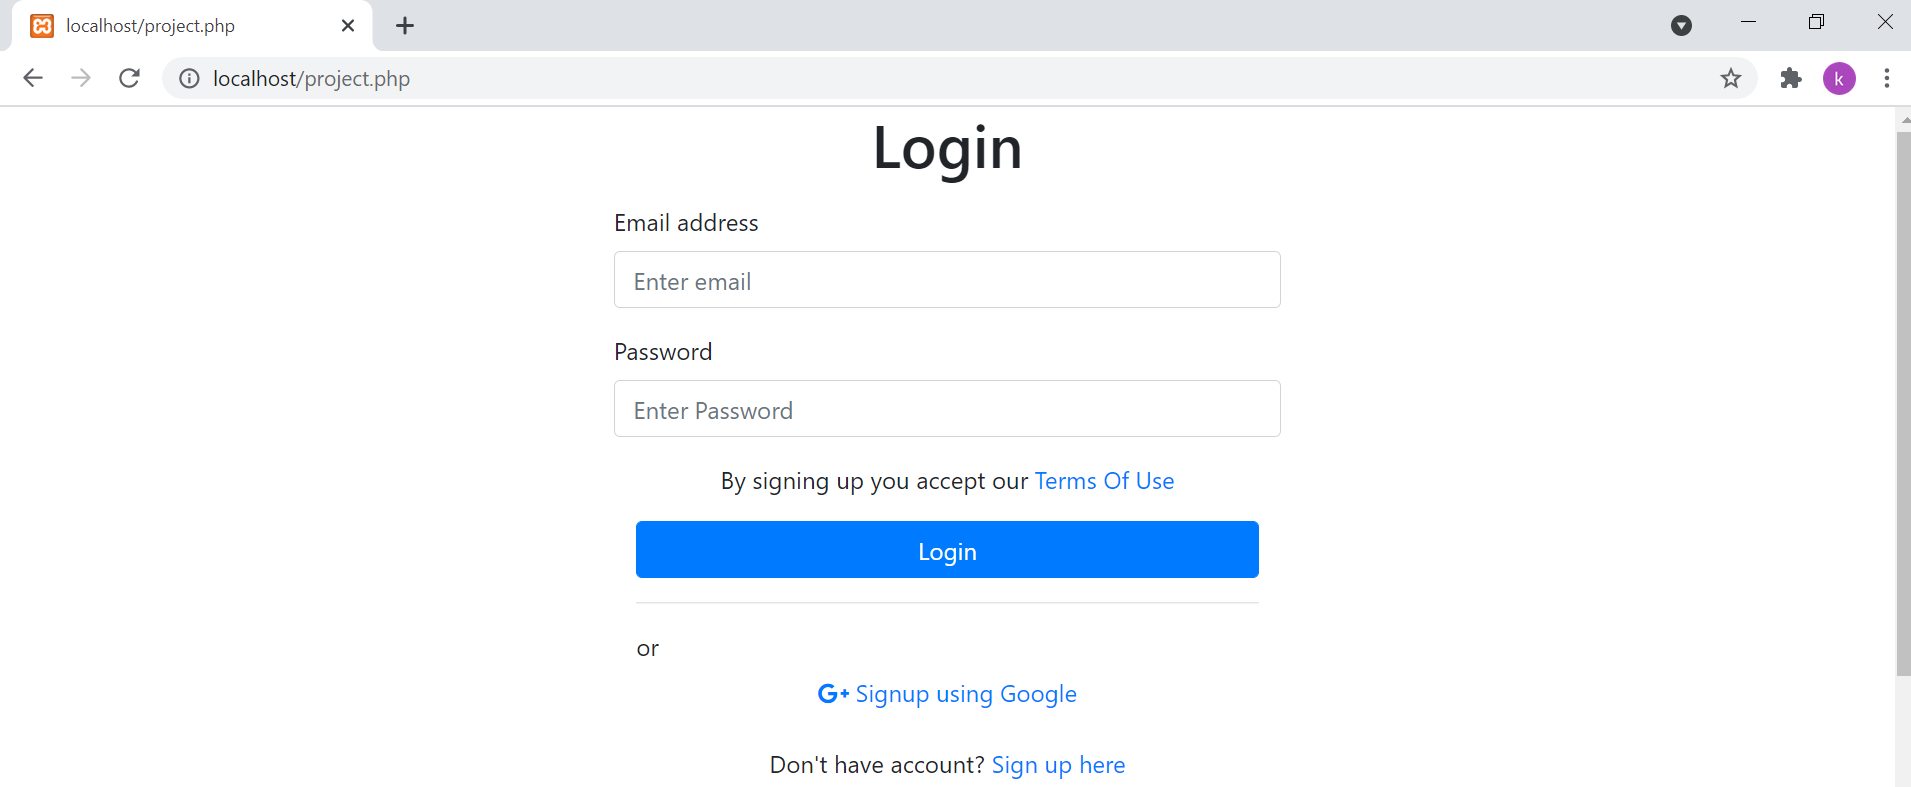 localhost/project.php
localhost/project.php
k
Login
Email address
Enter email
Password
Enter Password
By signing up you accept our Terms Of Use
Login
or
G+ Signup using Google
Don't have account? Sign up here